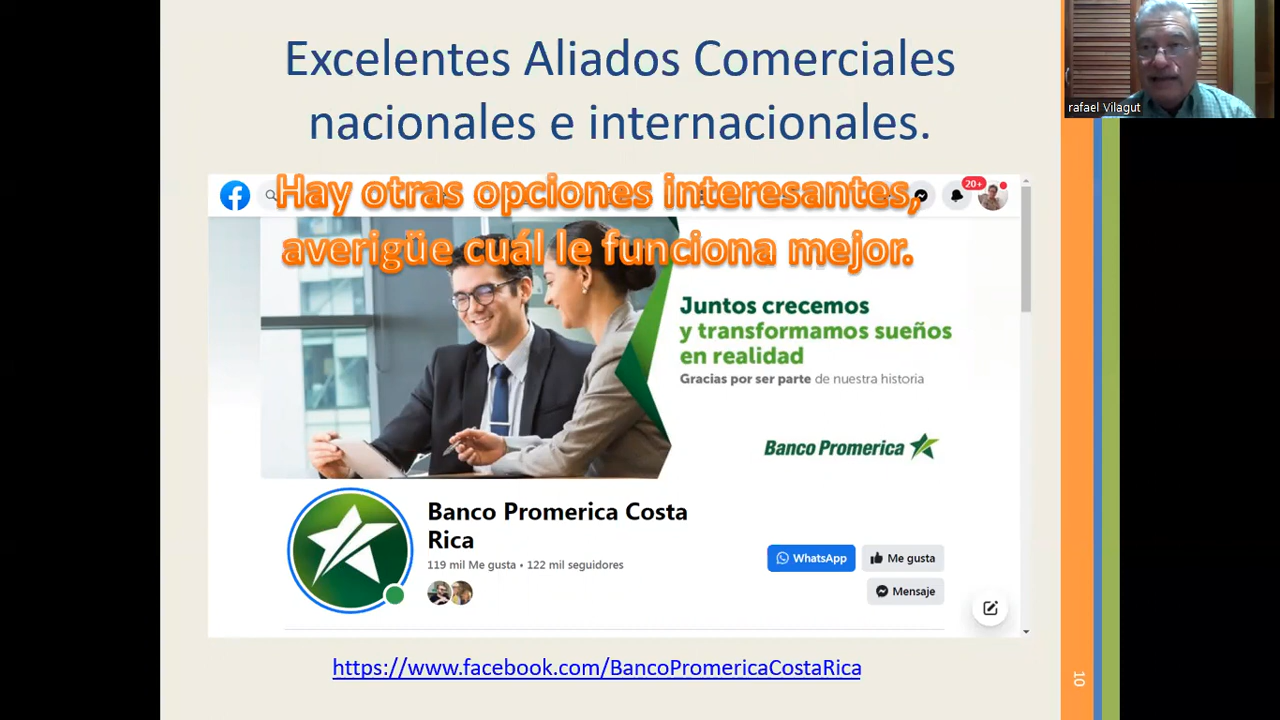 Excelentes Aliados Comerciales
nacionales e internacionales.
rafael Vilagut
Hay otras opciones interesantes,
20+
averigüe cuál le funciona mejor.
Juntos crecemos
y transformamos sueños
en realidad
Gracias por ser parte de nuestra historia
Banco Promerica
Banco Promerica Costa
Rica
119 mil Me gusta • 122 mil seguidores
WhatsApp
Me gusta
Mensaje
https://www.facebook.com/BancoPromericaCostaRica
10